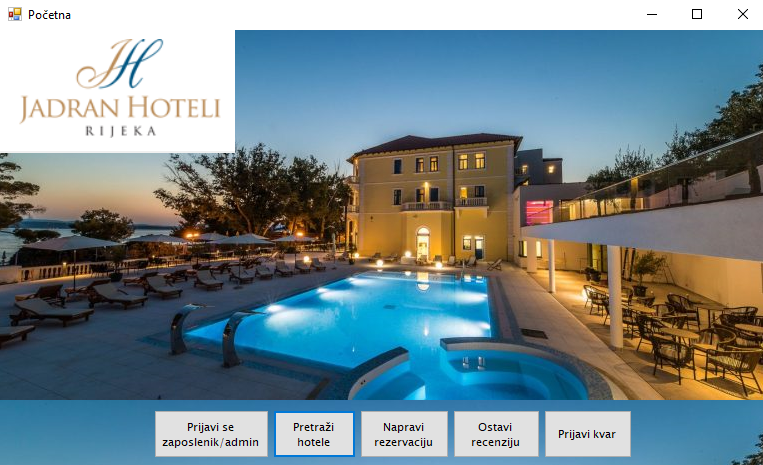 Početna
JH
JADRAN HOTELI
RIJEKA
Prijavi se
zaposlenik/admin
Pretraži
hotele
Napravi
rezervaciju
Ostavi
recenziju
Prijavi kvar